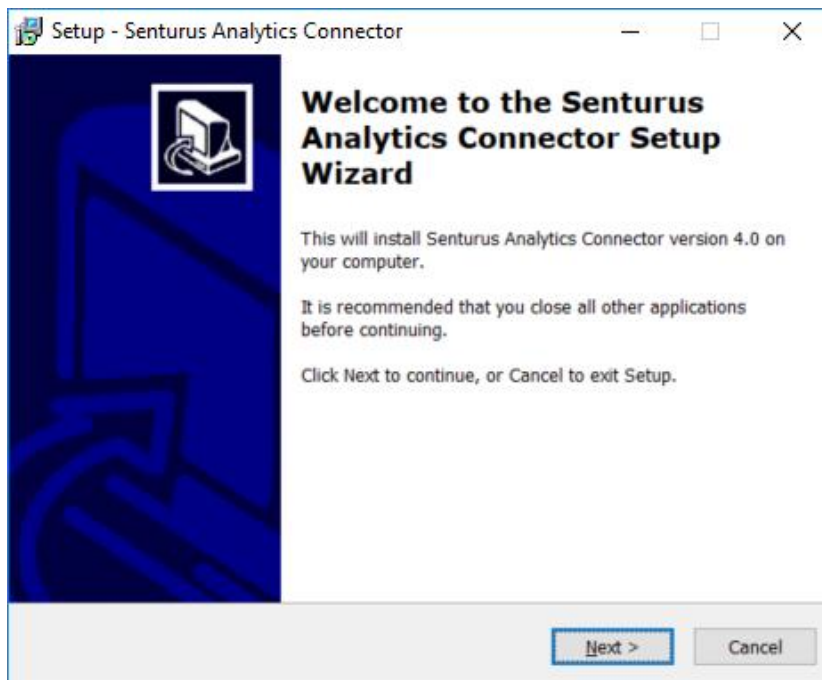 Setup - Senturus Analytics Connector
Welcome to the Senturus
Analytics Connector Setup
Wizard
This will install Senturus Analytics Connector version 4.0 on
your computer.
It is recommended that you close all other applications
before continuing.
Click Next to continue, or Cancel to exit Setup.
Next >
Cancel